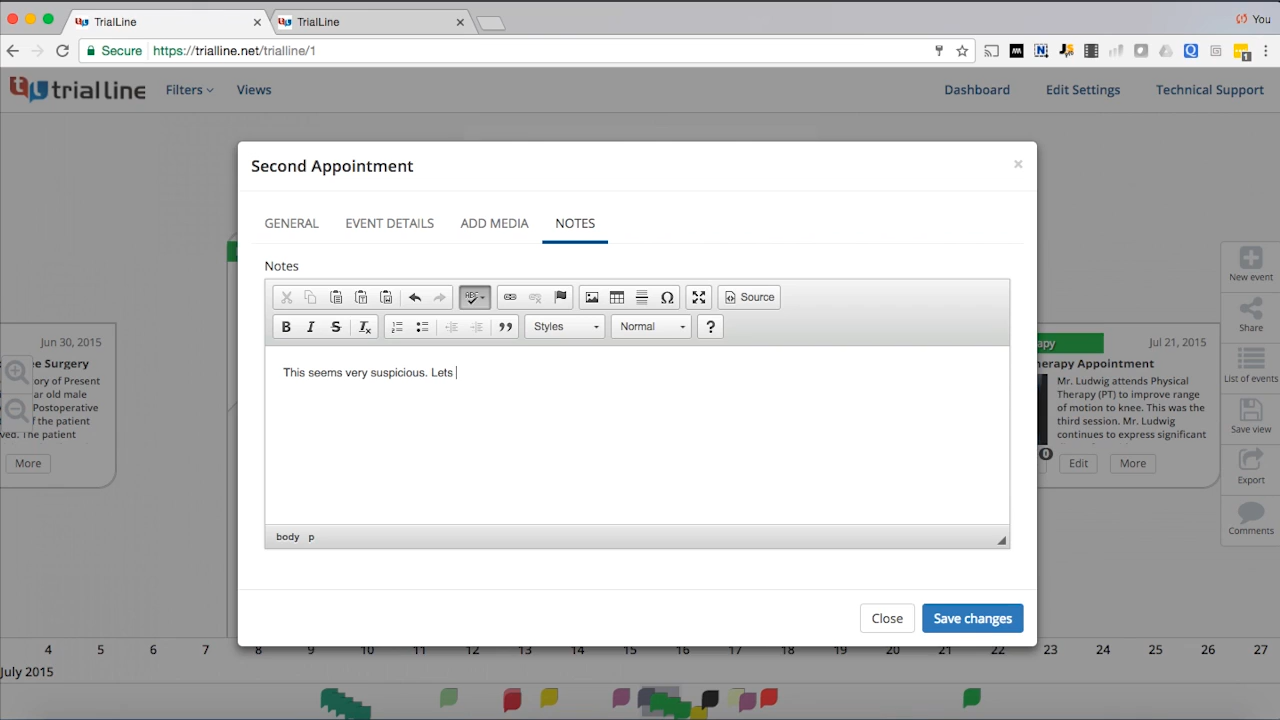 TrialLine
TrialLine
You
Secure https://trialline.net/trialline/1
1
trialline
Filters
Views
Dashboard
Edit Settings
Technical Support
Second Appointment
×
GENERAL
EVENT DETAILS
ADD MEDIA
NOTES
Notes
Source
B I S Tx
Styles
Normal
?
This seems very suspicious. Lets
body p
Close
Save changes
Jun 30, 2015
ee Surgery
ory of Present
ar old male
Postoperative
f the patient
ved. The patient
More
apy
Jul 21, 2015
herapy Appointment
Mr. Ludwig attends Physical
Therapy (PT) to improve range
of motion to knee. This was the
third session. Mr. Ludwig
continues to express significant
0
Edit
More
New event
Share
List of events
Save view
Export
Comments
4 5 6 7 8 9 10 11 12 13 14 15 16 17 18 19 20 21 22 23 24 25 26 27
July 2015